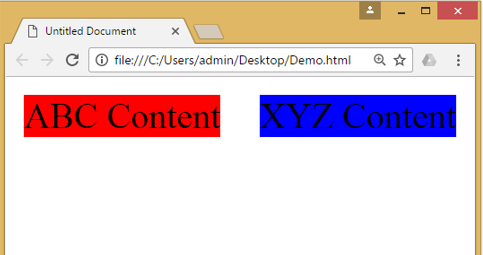 Untitled Document
file:///C:/Users/admin/Desktop/Demo.html
ABC Content XYZ Content